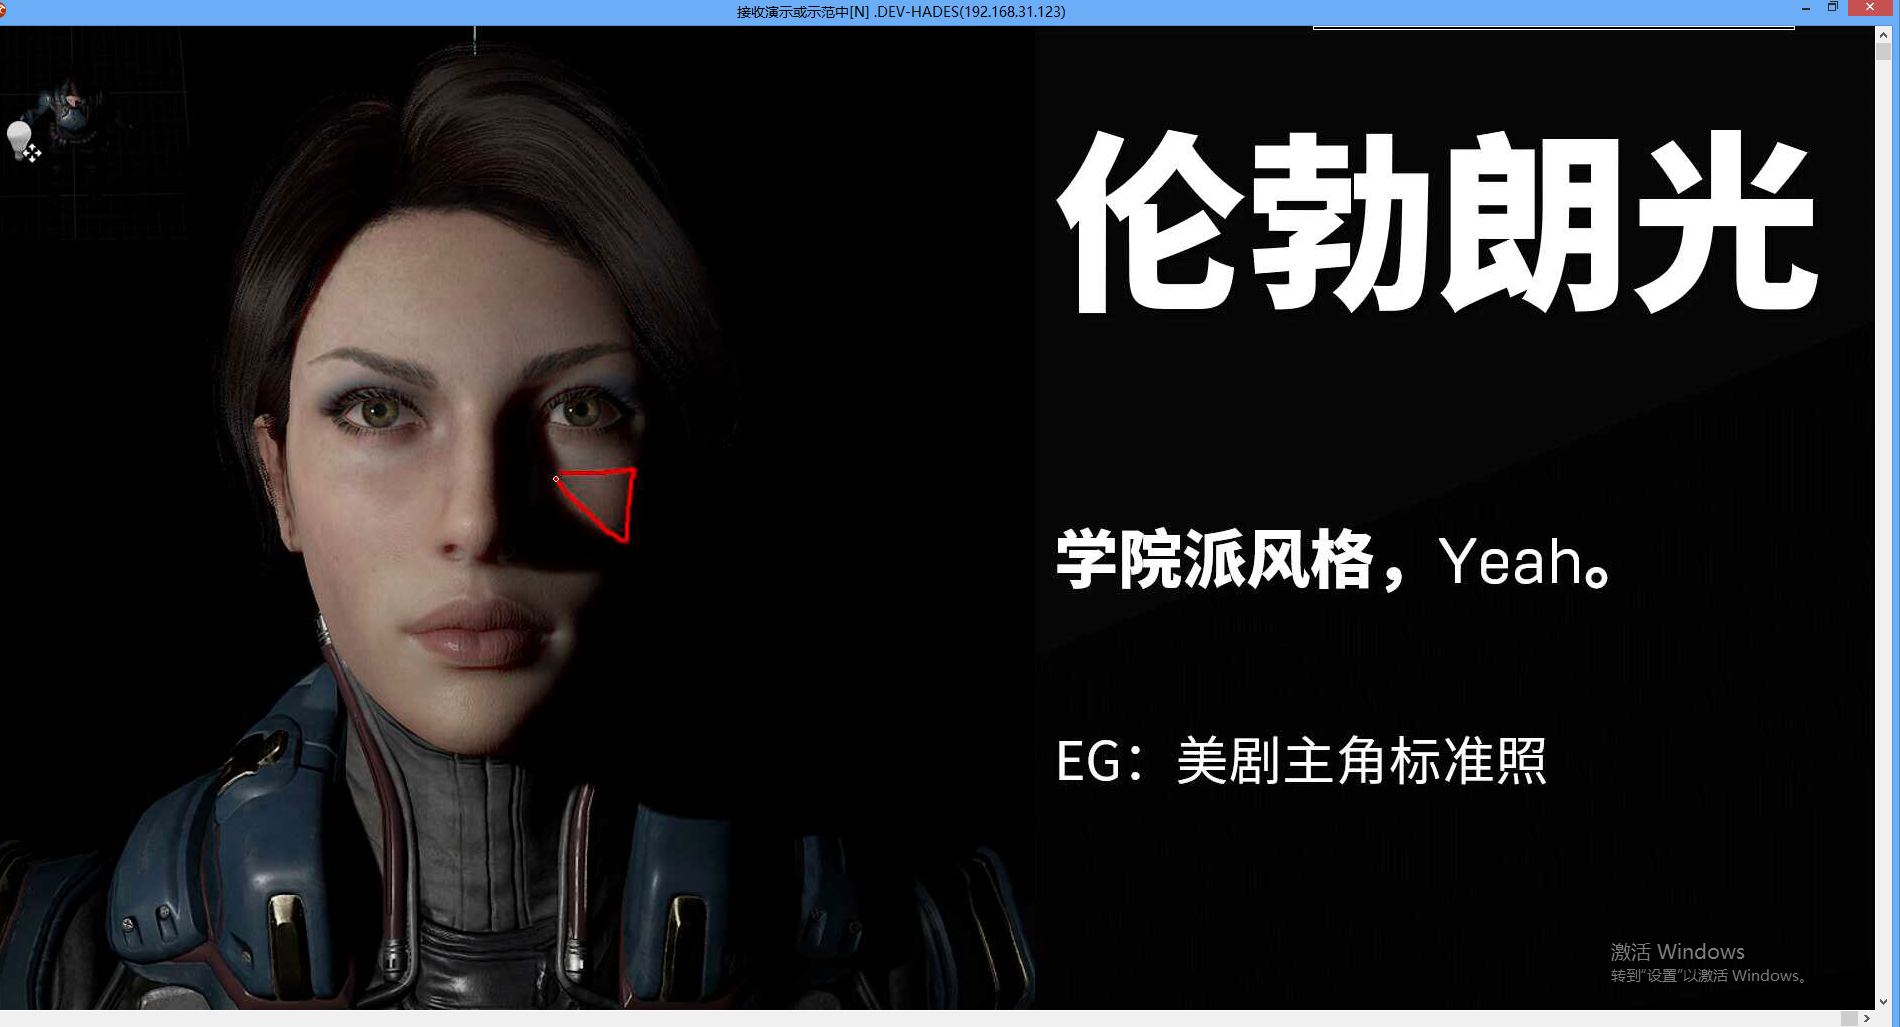 接收演示或示范中[N] .DEV-HADES(192.168.31.123)
伦勃朗光
学院派风格，Yeah。
EG：美剧主角标准照
激活 Windows
转到“设置”以激活 Windows。